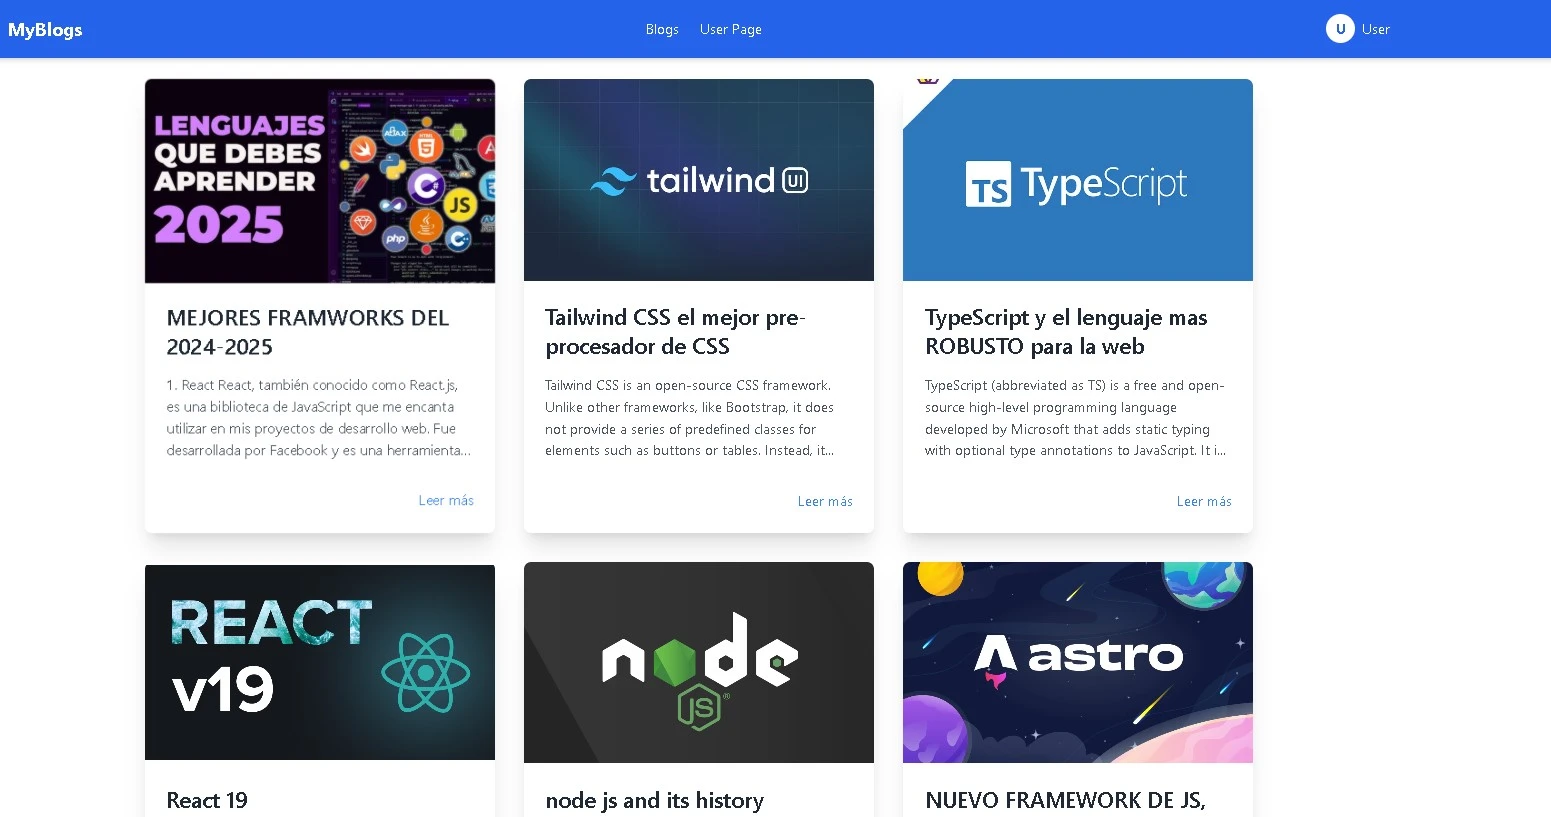 MyBlogs
Blogs
User Page
U
User
LENGUAJES
QUE DEBES
APRENDER
2025
AJAX
HTML
5
C#
JS
php
C++
MEJORES FRAMWORKS DEL
2024-2025
1. React React, también conocido como React.js,
es una biblioteca de JavaScript que me encanta
utilizar en mis proyectos de desarrollo web. Fue
desarrollada por Facebook y es una herramienta...
Leer más
tailwind UI
Tailwind CSS el mejor pre-
procesador de CSS
Tailwind CSS is an open-source CSS framework.
Unlike other frameworks, like Bootstrap, it does
not provide a series of predefined classes for
elements such as buttons or tables. Instead, it...
Leer más
TS TypeScript
TypeScript y el lenguaje mas
ROBUSTO para la web
TypeScript (abbreviated as TS) is a free and open-
source high-level programming language
developed by Microsoft that adds static typing
with optional type annotations to JavaScript. It i...
Leer más
REACT
v19
React 19
node
JS®
node js and its history
astro
NUEVO FRAMEWORK DE JS,